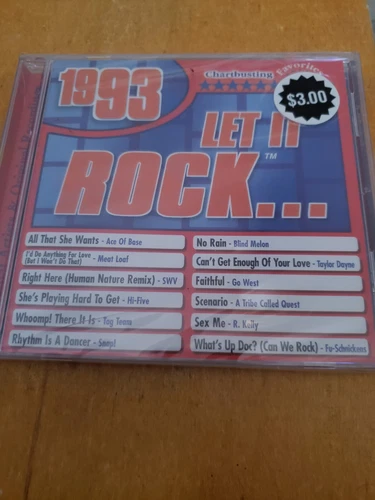 1993
Chartbusting Favorites
$3.00
LET IT
ROCK...™
All That She Wants - Ace Of Base
I'd Do Anything For Love
(But I Won't Do That) - Meat Loaf
Right Here (Human Nature Remix) - SWV
She's Playing Hard To Get - Hi-Five
Whoomp! There It Is - Tag Team
Rhythm Is A Dancer - Snap!
No Rain - Blind Melon
Can't Get Enough Of Your Love - Taylor Dayne
Faithful - Go West
Scenario - A Tribe Called Quest
Sex Me - R. Kelly
What's Up Doc? (Can We Rock) - Fu-Schnickens